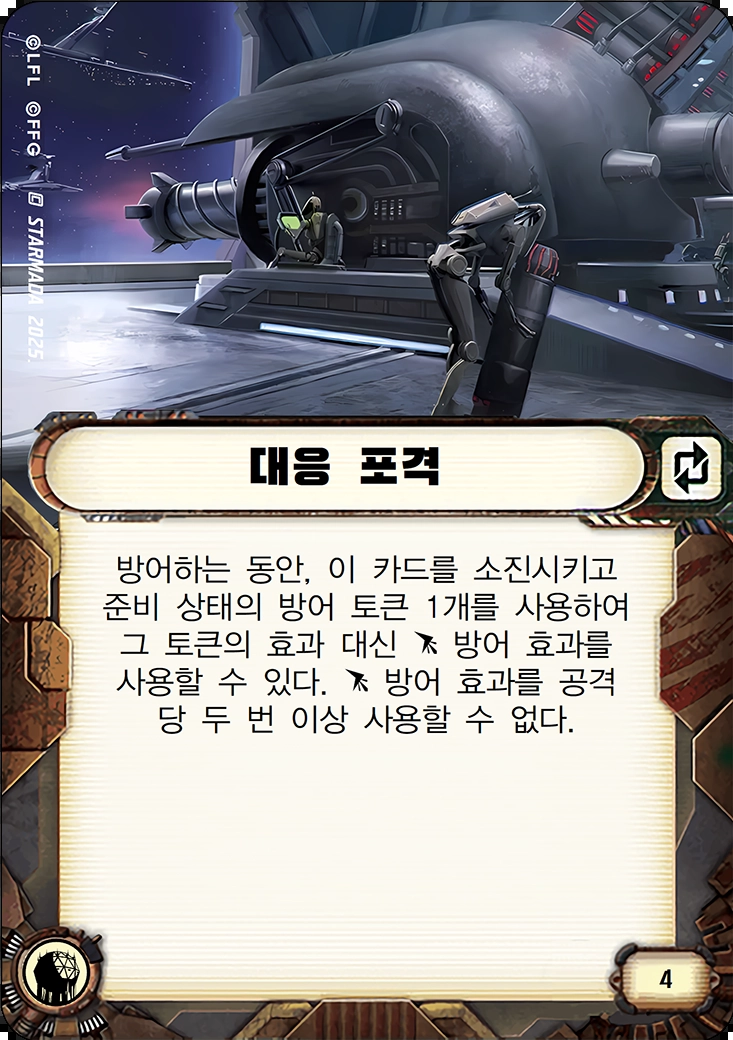 ©LFL ©FFG © STARMADA 2025.
대응 포격
방어하는 동안, 이 카드를 소진시키고
준비 상태의 방어 토큰 1개를 사용하여
그 토큰의 효과 대신 방어 효과를
사용할 수 있다. 방어 효과를 공격
당 두 번 이상 사용할 수 없다.
4